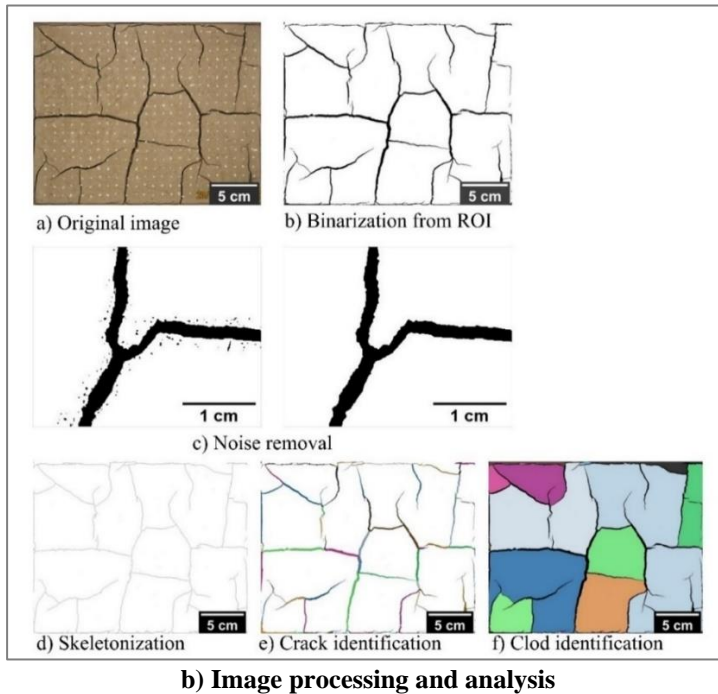 5 cm
5 cm
a) Original image
b) Binarization from ROI
1 cm
1 cm
c) Noise removal
5 cm
5 cm
5 cm
d) Skeletonization
e) Crack identification
f) Clod identification
b) Image processing and analysis